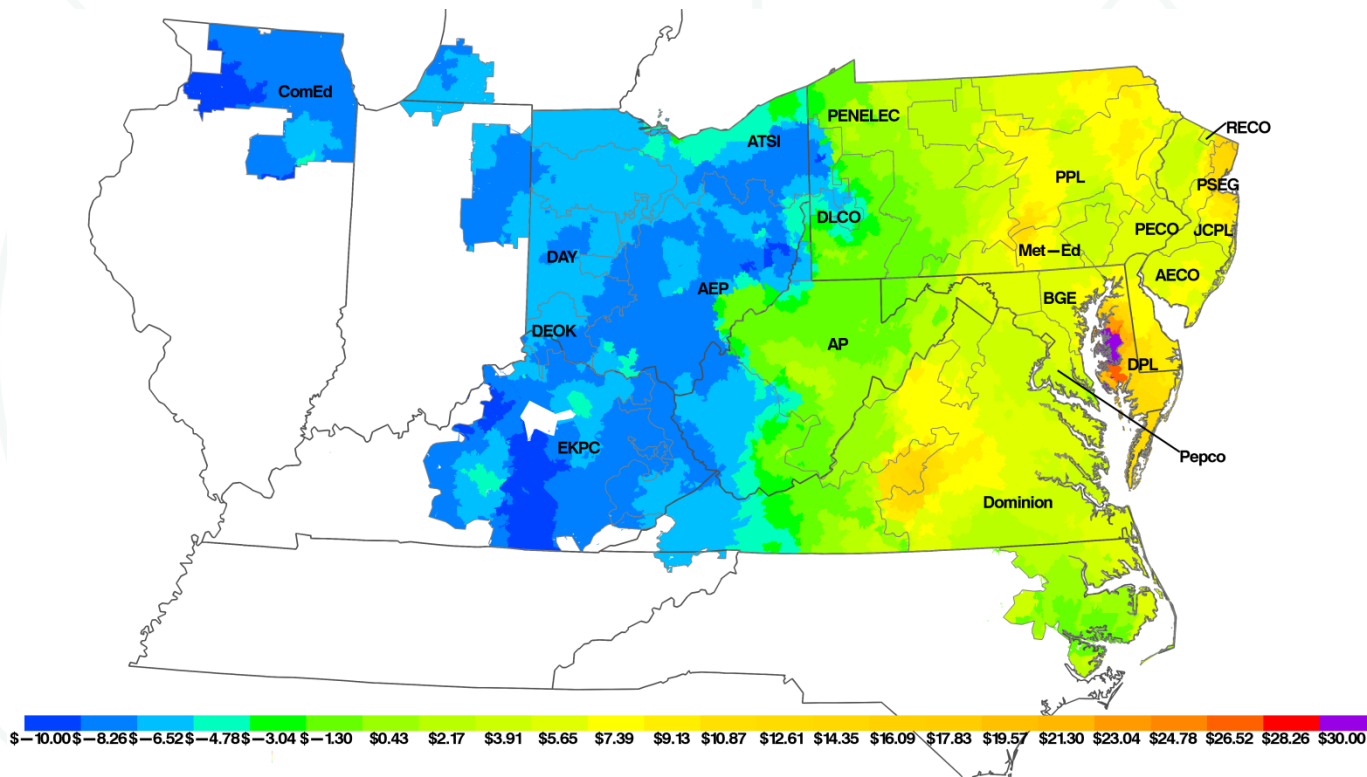 ComEd
PENELEC
RECO
ATSI
PPL
PSEG
DLCO
PECO
JCPL
Met—Ed
DAY
AECO
AEP
BGE
DEOK
AP
DPL
EKPC
Pepco
Dominion
$—10.00 $—8.26 $—6.52 $—4.78 $—3.04 $—1.30 $0.43 $2.17 $3.91 $5.65 $7.39 $9.13 $10.87 $12.61 $14.35 $16.09 $17.83 $19.57 $21.30 $23.04 $24.78 $26.52 $28.26 $30.00